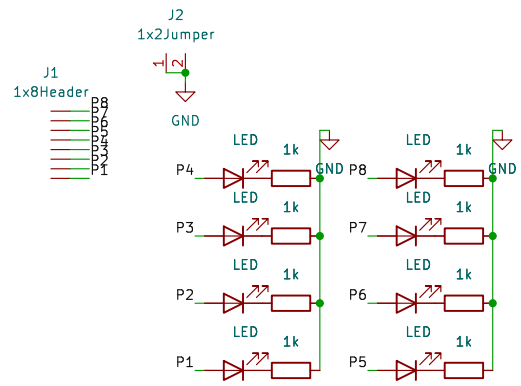 J2
1x2Jumper
1 2
GND
J1
1x8Header
P8
P7
P6
P5
P4
P3
P2
P1
LED 1k GND LED 1k GND
P4 P8
LED 1k LED 1k
P3 P7
LED 1k LED 1k
P2 P6
LED 1k LED 1k
P1 P5